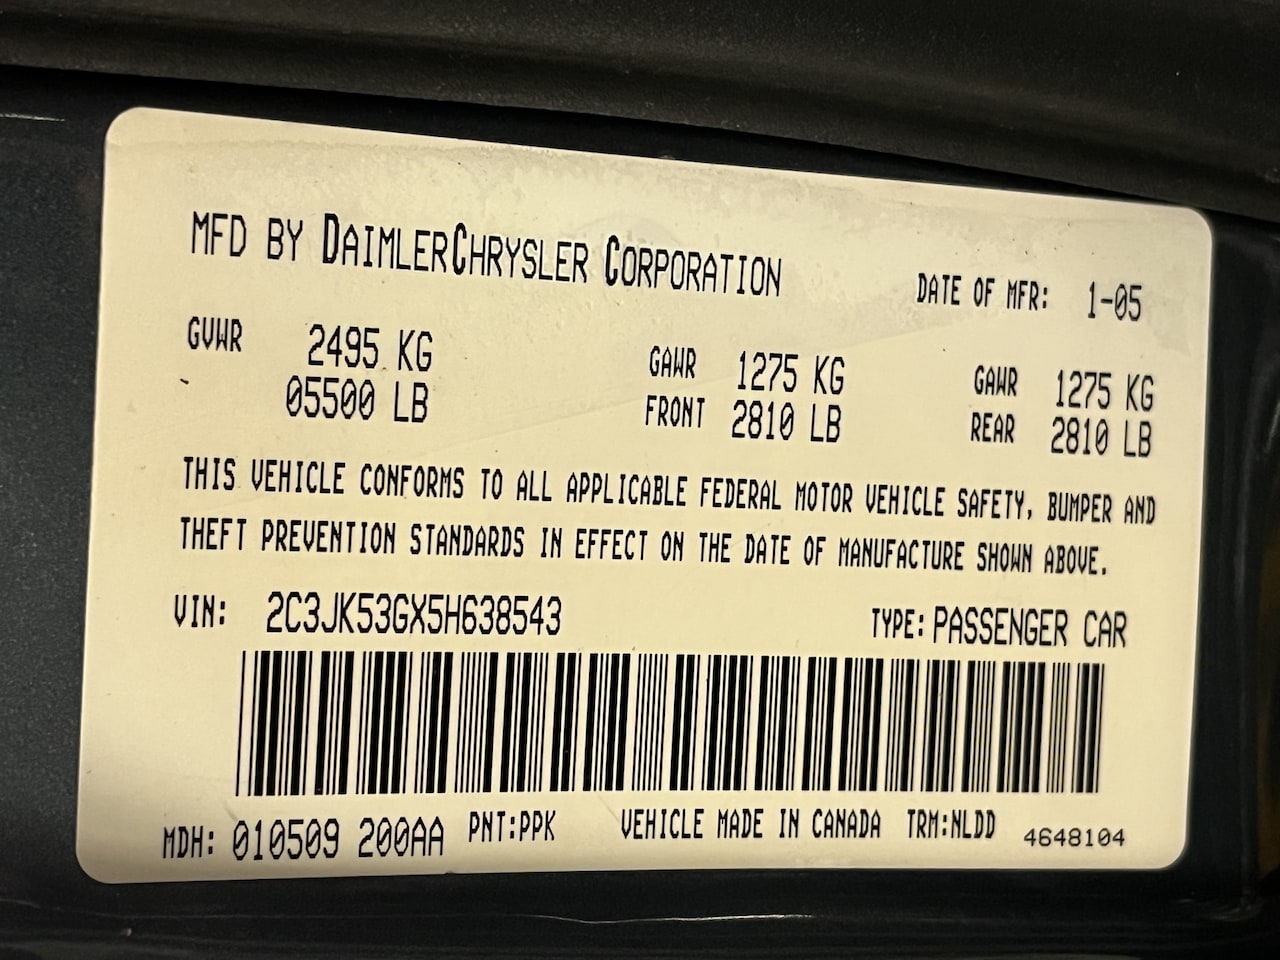 MFD BY DAIMLERCHRYSLER CORPORATION DATE OF MFR: 1-05
GVWR 2495 KG GAWR 1275 KG GAWR 1275 KG
05500 LB FRONT 2810 LB REAR 2810 LB
THIS VEHICLE CONFORMS TO ALL APPLICABLE FEDERAL MOTOR VEHICLE SAFETY, BUMPER AND
THEFT PREVENTION STANDARDS IN EFFECT ON THE DATE OF MANUFACTURE SHOWN ABOVE.
VIN: 2C3JK53GX5H638543 TYPE: PASSENGER CAR
MDH: 010509 200AA PNT:PPK VEHICLE MADE IN CANADA TRM:NLDD 4648104